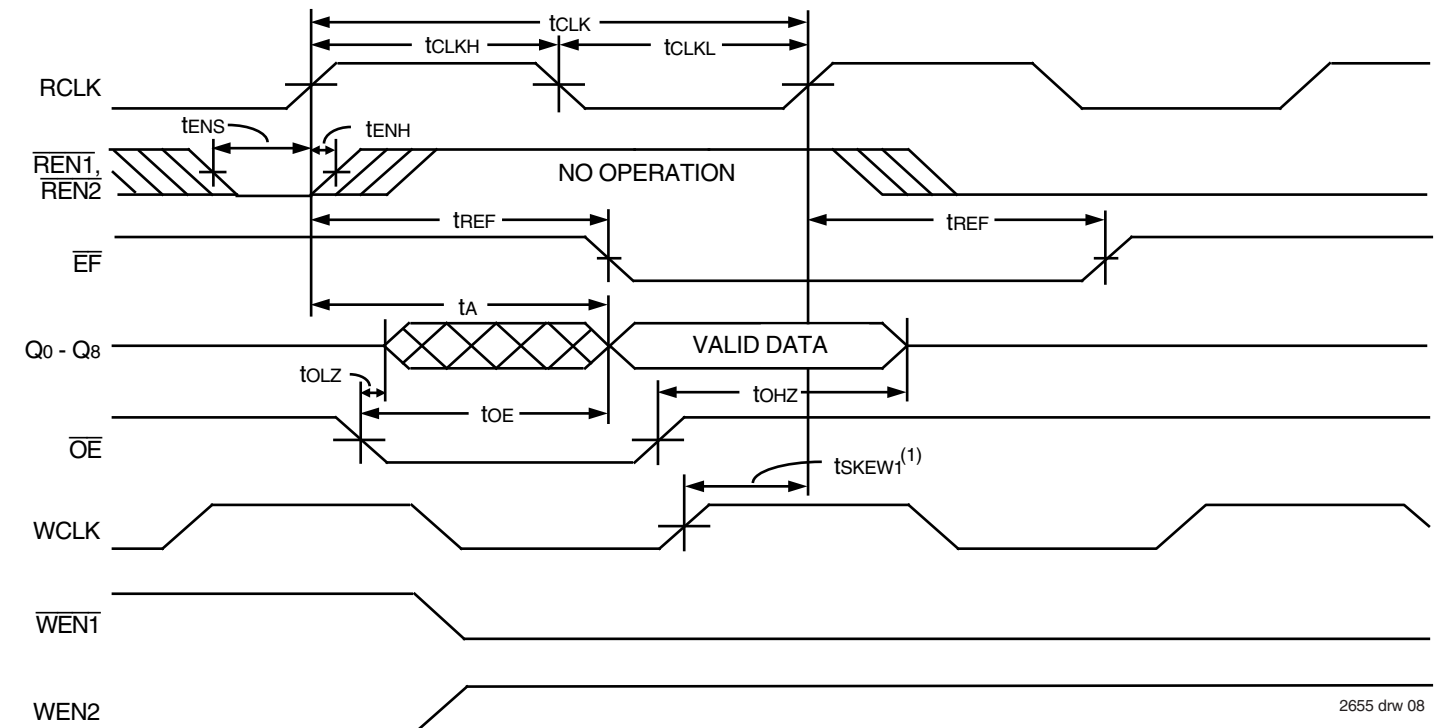 tCLK
tCLKH tCLKL
RCLK
tENS tENH
REN1,
REN2
NO OPERATION
tREF tREF
EF
tA
Q0 - Q8 VALID DATA
tOLZ
tOE tOHZ
OE
tSKEW1(1)
WCLK
WEN1
WEN2
2655 drw 08